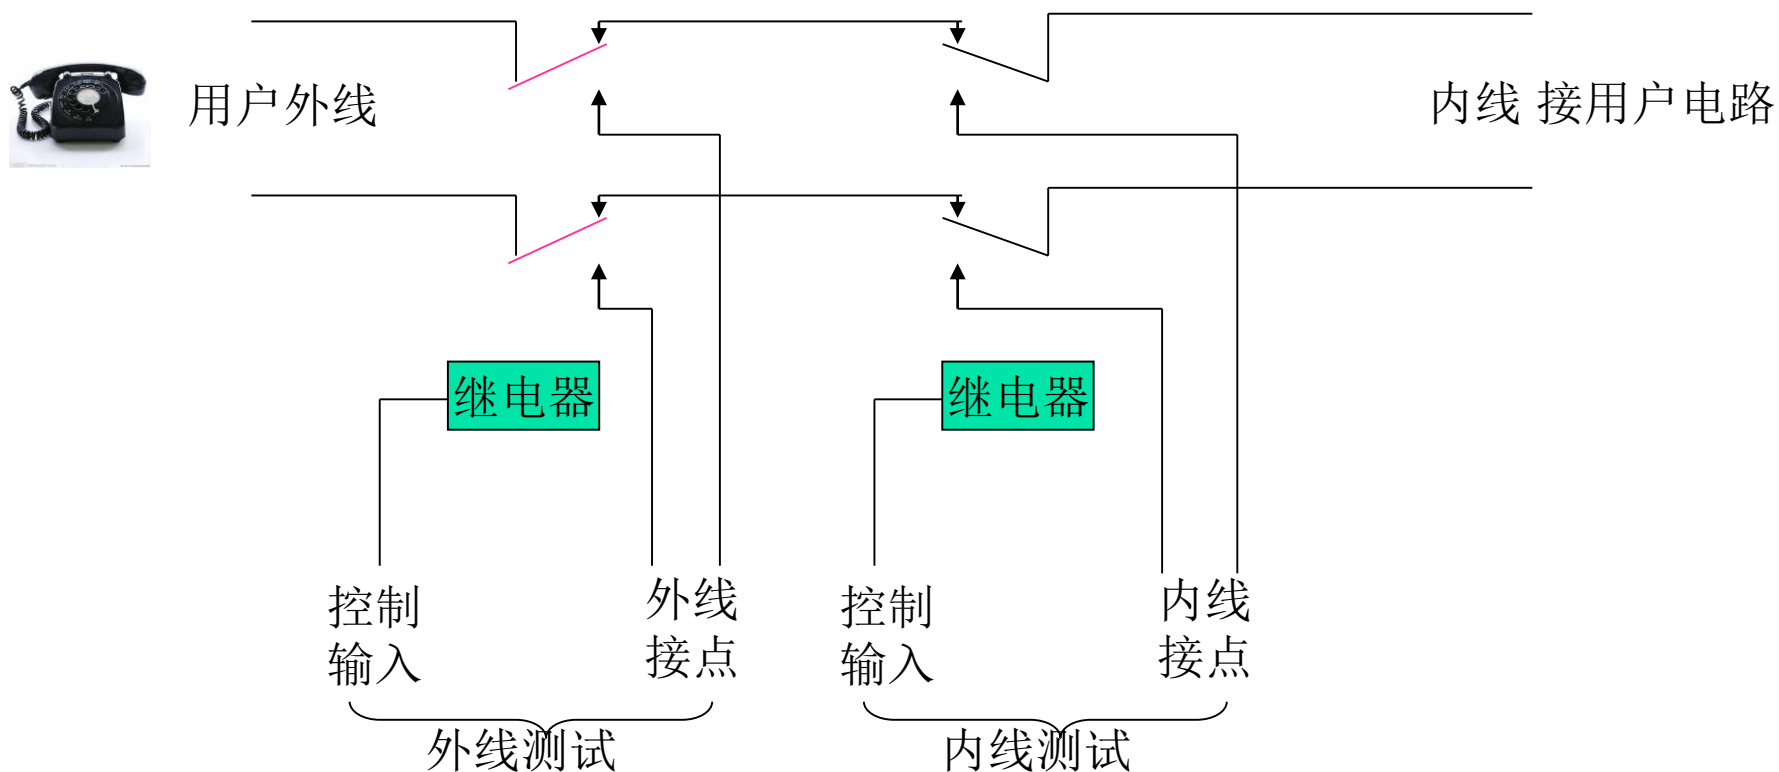 用户外线
内线 接用户电路
继电器
继电器
控制
输入
外线
接点
控制
输入
内线
接点
外线测试
内线测试